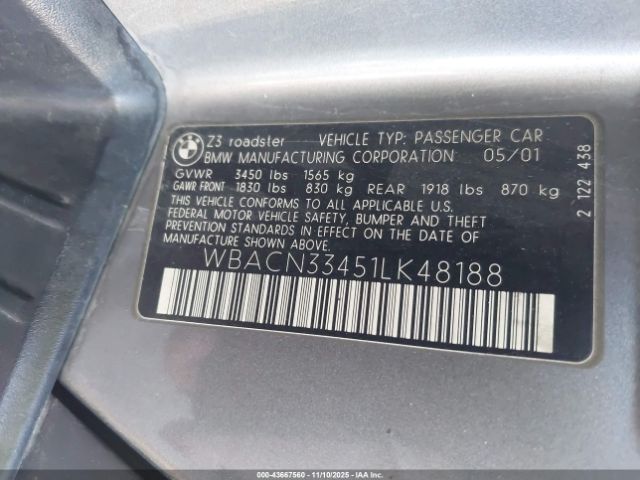 BMW
Z3 roadster VEHICLE TYP: PASSENGER CAR
BMW MANUFACTURING CORPORATION 05/01
GVWR 3450 lbs 1565 kg
GAWR FRONT 1830 lbs 830 kg REAR 1918 lbs 870 kg
THIS VEHICLE CONFORMS TO ALL APPLICABLE U.S.
FEDERAL MOTOR VEHICLE SAFETY, BUMPER AND THEFT
PREVENTION STANDARDS IN EFFECT ON THE DATE OF
MANUFACTURE SHOWN ABOVE.
WBACN33451LK48188
2 122 438
000-43667560 - 11/10/2025 - IAAI.COM